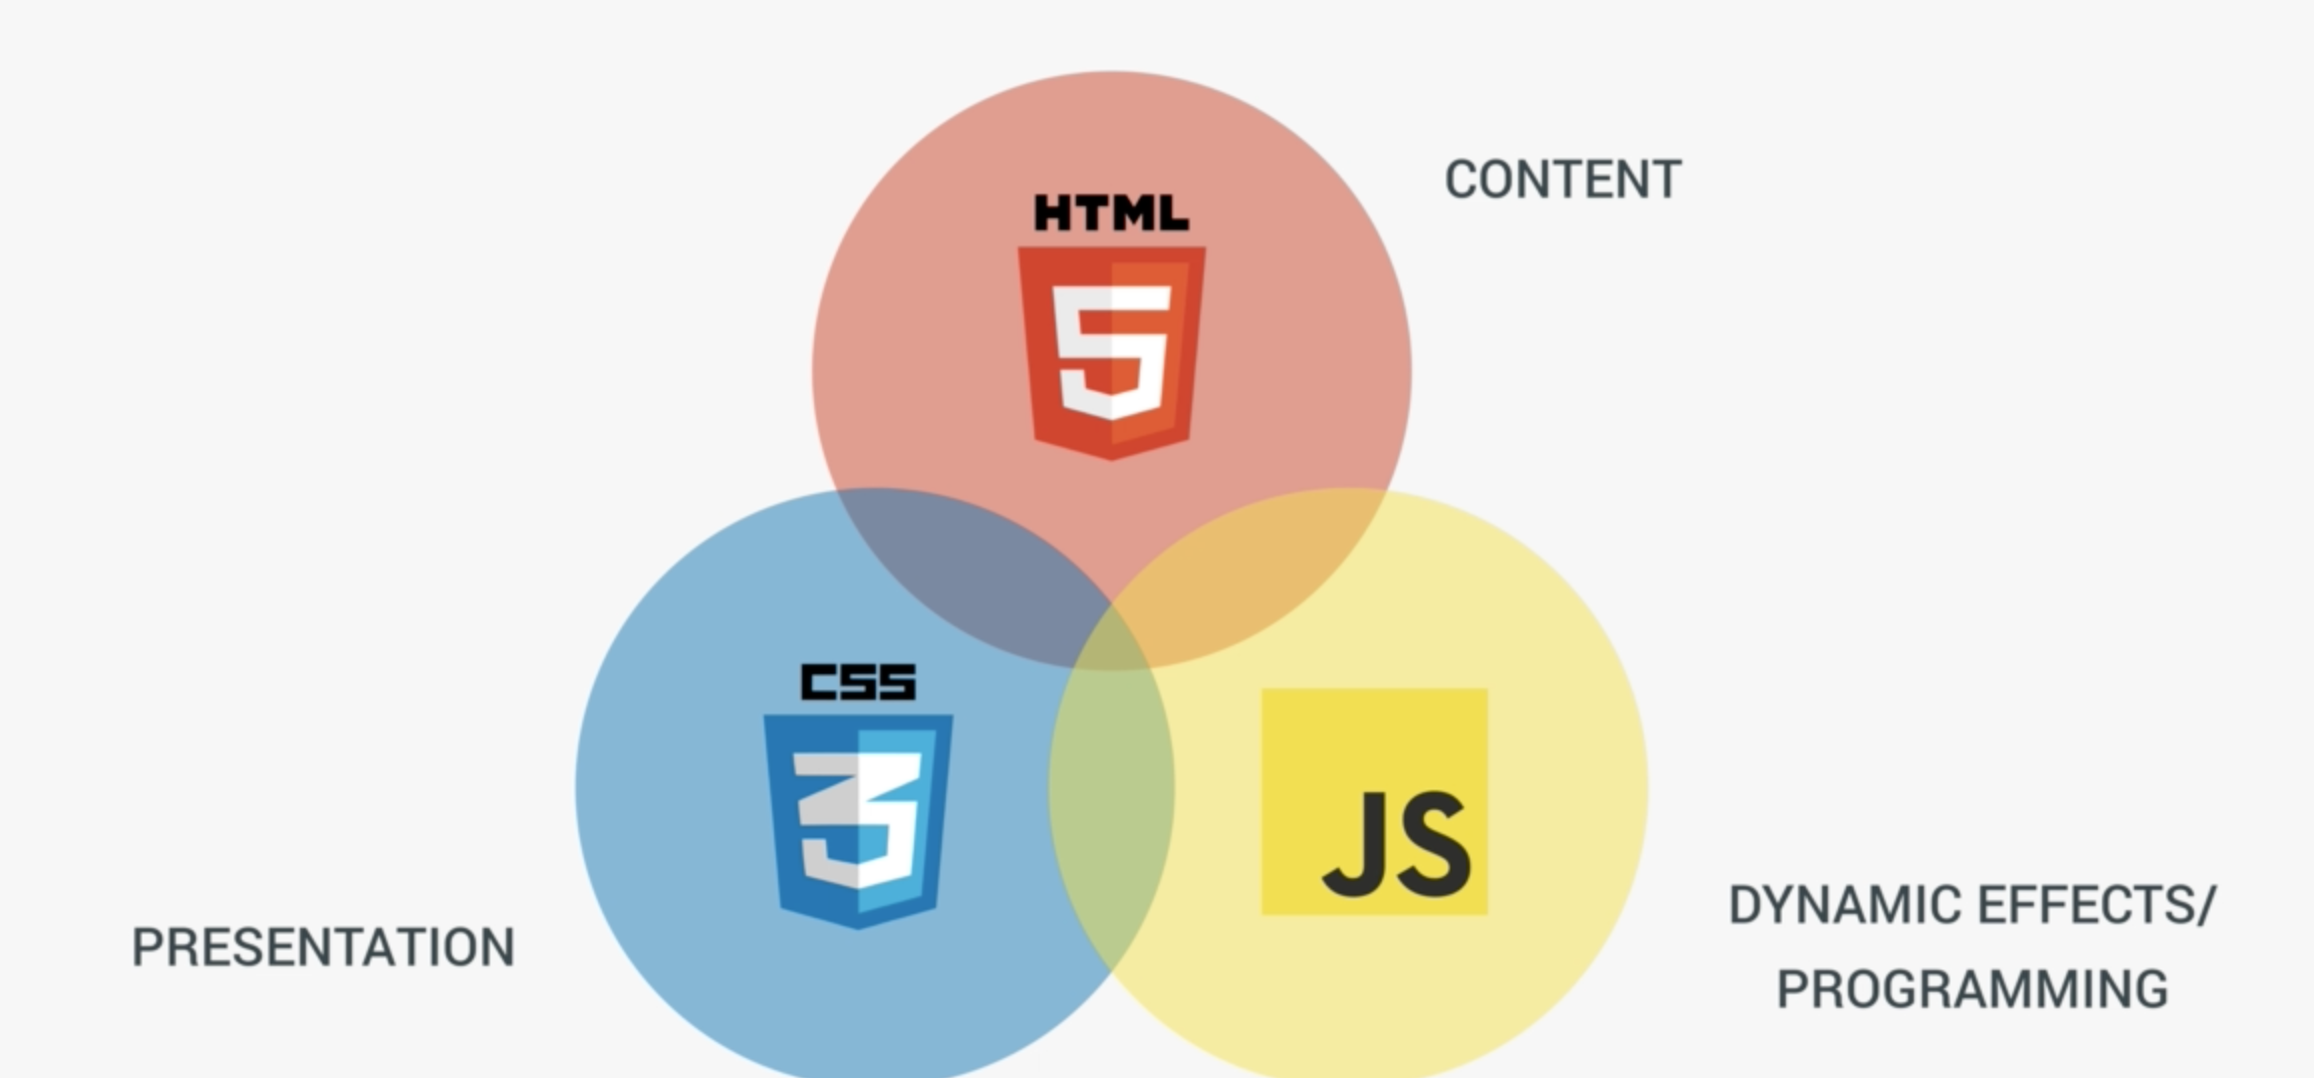 CONTENT
HTML
5
CSS
3
JS
PRESENTATION
DYNAMIC EFFECTS/
PROGRAMMING